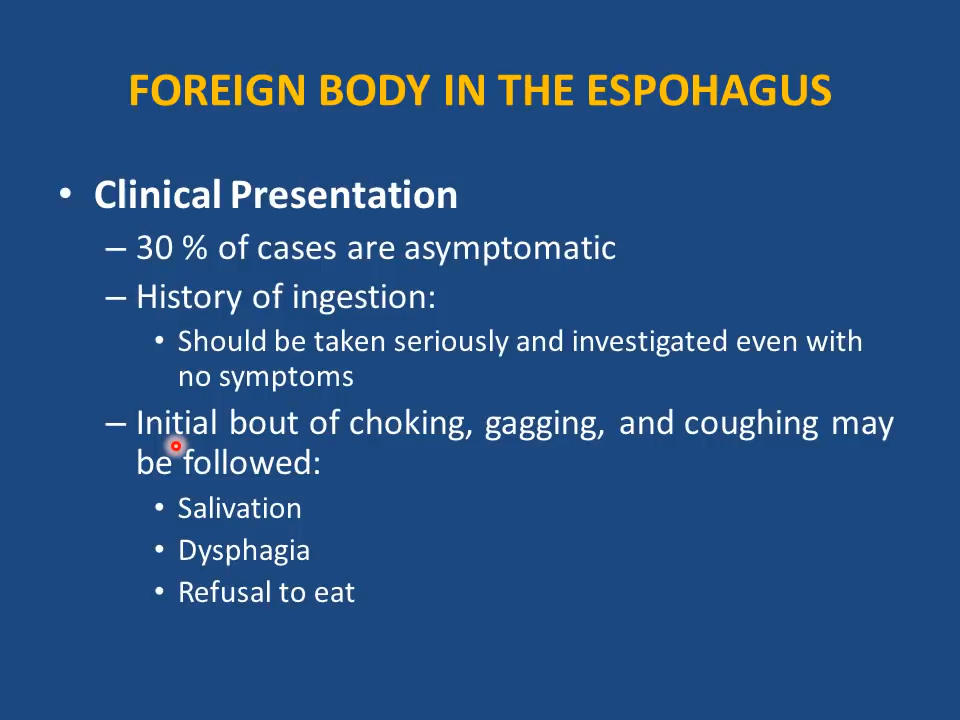 FOREIGN BODY IN THE ESPOHAGUS
• Clinical Presentation
– 30 % of cases are asymptomatic
– History of ingestion:
• Should be taken seriously and investigated even with
no symptoms
– Initial bout of choking, gagging, and coughing may
be followed:
• Salivation
• Dysphagia
• Refusal to eat